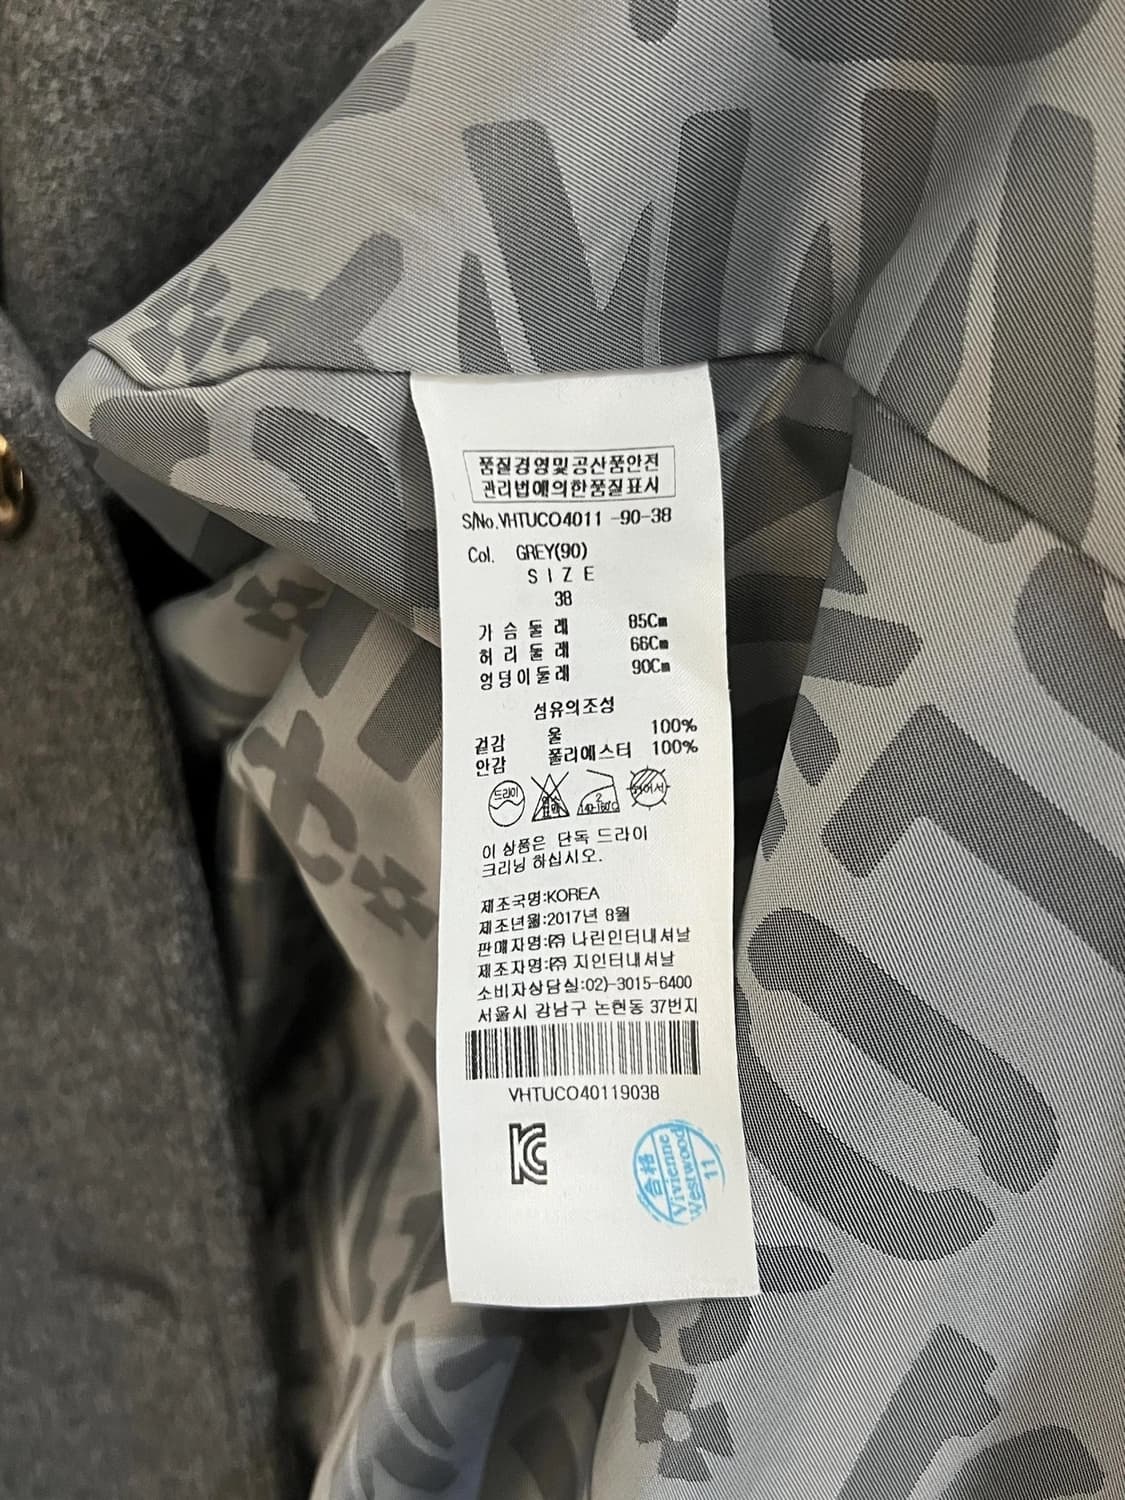 품질경영및공산품안전
관리법에의한품질표시
S/No.VHTUCO4011 -90-38
Col. GREY(90)
SIZE
38
가슴둘레 85Cm
허리둘레 66Cm
엉덩이둘레 90Cm
섬유의조성
겉감 울 100%
안감 폴리에스터 100%
드라이
2
140-160℃
이 상품은 단독 드라이
크리닝 하십시오.
제조국명:KOREA
제조년월:2017년 8월
판매자명:㈜ 나린인터내셔날
제조자명:㈜ 지인터내셔날
소비자상담실:02)-3015-6400
서울시 강남구 논현동 37번지
VHTUCO40119038
KC
合格
Vivienne
Westwood
11